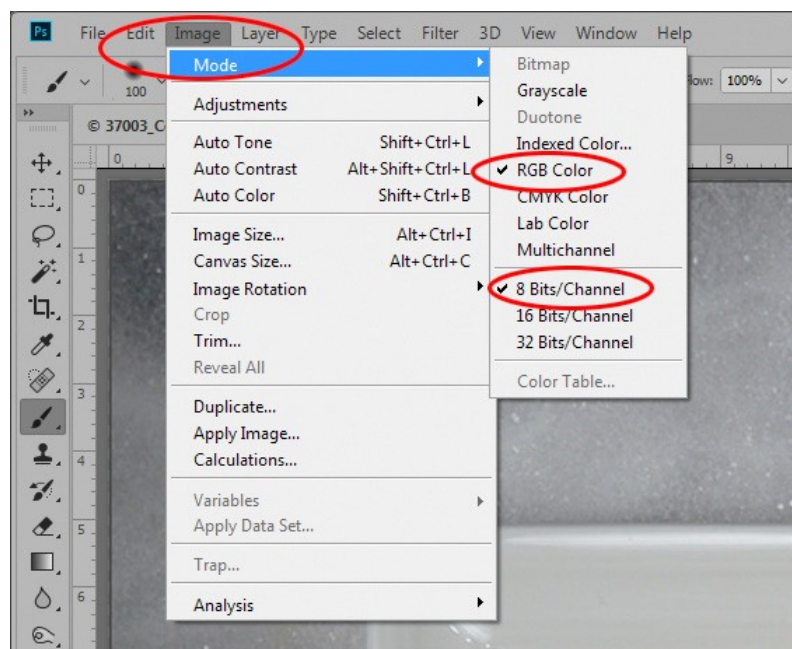 Ps File Edit Image Layer Type Select Filter 3D View Window Help
100
Flow: 100%
© 37003_C
0 9
0
1
2
3
4
5
6
Mode
Adjustments
Auto Tone Shift+Ctrl+L
Auto Contrast Alt+Shift+Ctrl+L
Auto Color Shift+Ctrl+B
Image Size... Alt+Ctrl+I
Canvas Size... Alt+Ctrl+C
Image Rotation
Crop
Trim...
Reveal All
Duplicate...
Apply Image...
Calculations...
Variables
Apply Data Set...
Trap...
Analysis
Bitmap
Grayscale
Duotone
Indexed Color...
RGB Color
CMYK Color
Lab Color
Multichannel
8 Bits/Channel
16 Bits/Channel
32 Bits/Channel
Color Table...